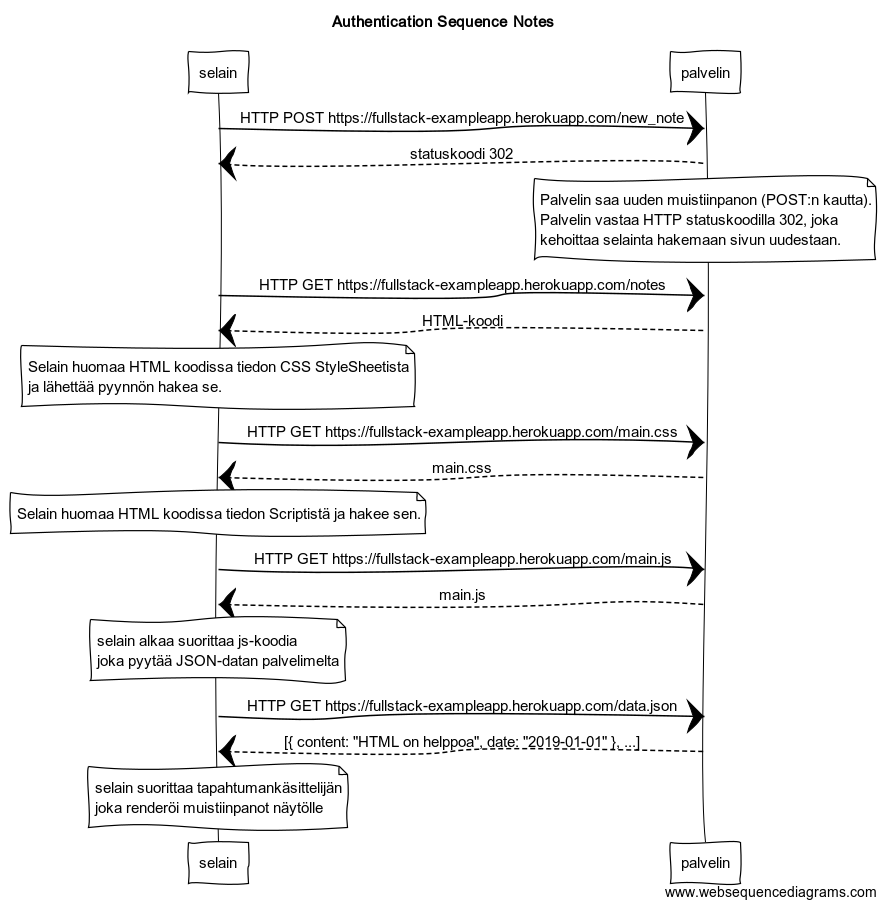 Authentication Sequence Notes
selain
palvelin
HTTP POST https://fullstack-exampleapp.herokuapp.com/new_note
statuskoodi 302
Palvelin saa uuden muistiinpanon (POST:n kautta).
Palvelin vastaa HTTP statuskoodilla 302, joka
kehoittaa selainta hakemaan sivun uudestaan.
HTTP GET https://fullstack-exampleapp.herokuapp.com/notes
HTML-koodi
Selain huomaa HTML koodissa tiedon CSS StyleSheetista
ja lähettää pyynnön hakea se.
HTTP GET https://fullstack-exampleapp.herokuapp.com/main.css
main.css
Selain huomaa HTML koodissa tiedon Scriptistä ja hakee sen.
HTTP GET https://fullstack-exampleapp.herokuapp.com/main.js
main.js
selain alkaa suorittaa js-koodia
joka pyytää JSON-datan palvelimelta
HTTP GET https://fullstack-exampleapp.herokuapp.com/data.json
[{ content: "HTML on helppoa", date: "2019-01-01" }, ...]
selain suorittaa tapahtumankäsittelijän
joka renderöi muistiinpanot näytölle
selain
palvelin
www.websequencediagrams.com